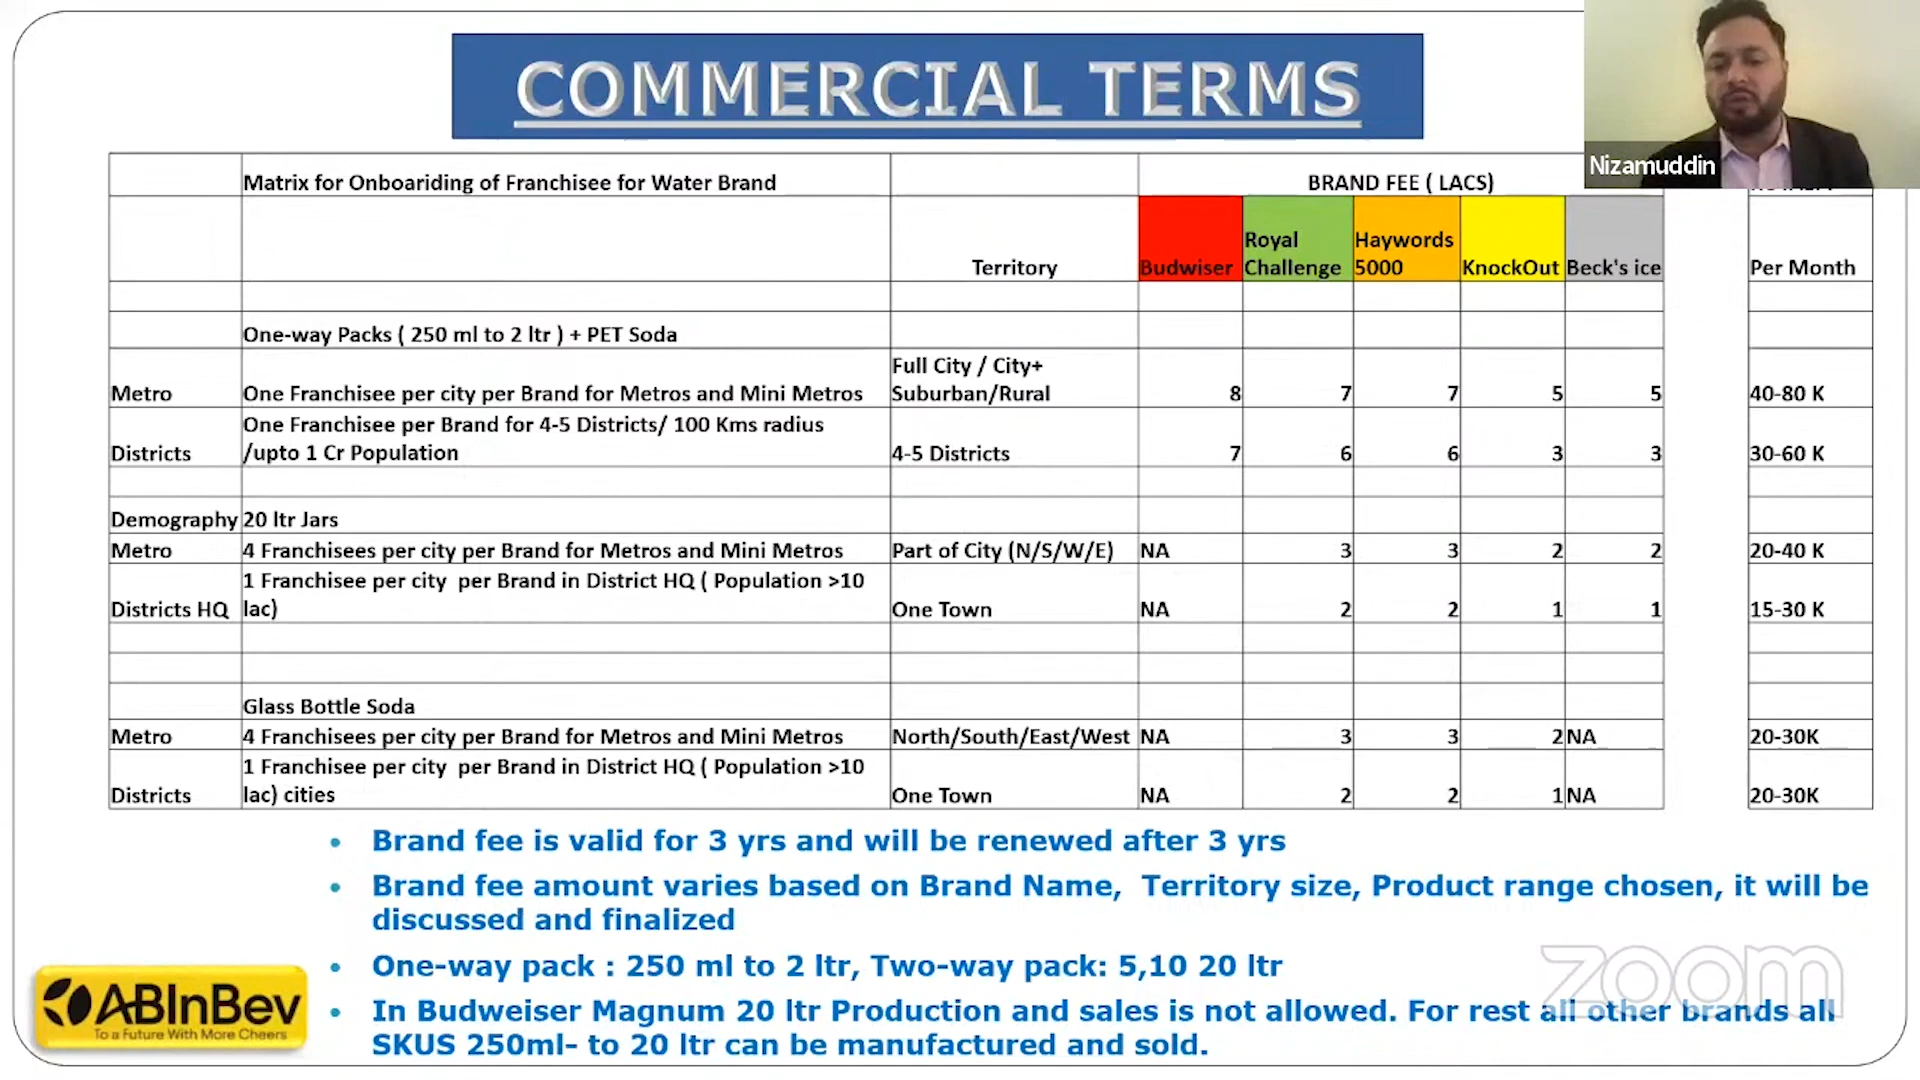 COMMERCIAL TERMS
Nizamuddin
Matrix for Onboariding of Franchisee for Water Brand BRAND FEE ( LACS)
Territory Budwiser Royal Challenge Haywords 5000 KnockOut Beck's ice Per Month
One-way Packs ( 250 ml to 2 ltr ) + PET Soda
Metro One Franchisee per city per Brand for Metros and Mini Metros Full City / City+ Suburban/Rural 8 7 7 5 5 40-80 K
Districts One Franchisee per Brand for 4-5 Districts/ 100 Kms radius /upto 1 Cr Population 4-5 Districts 7 6 6 3 3 30-60 K
Demography 20 ltr Jars
Metro 4 Franchisees per city per Brand for Metros and Mini Metros Part of City (N/S/W/E) NA 3 3 2 2 20-40 K
Districts HQ 1 Franchisee per city per Brand in District HQ ( Population >10 lac) One Town NA 2 2 1 1 15-30 K
Glass Bottle Soda
Metro 4 Franchisees per city per Brand for Metros and Mini Metros North/South/East/West NA 3 3 2 NA 20-30K
Districts 1 Franchisee per city per Brand in District HQ ( Population >10 lac) cities One Town NA 2 2 1 NA 20-30K
• Brand fee is valid for 3 yrs and will be renewed after 3 yrs
• Brand fee amount varies based on Brand Name, Territory size, Product range chosen, it will be
discussed and finalized
• One-way pack : 250 ml to 2 ltr, Two-way pack: 5,10 20 ltr
• In Budweiser Magnum 20 ltr Production and sales is not allowed. For rest all other brands all
SKUS 250ml- to 20 ltr can be manufactured and sold.
ABInBev
To a Future With More Cheers
zoom